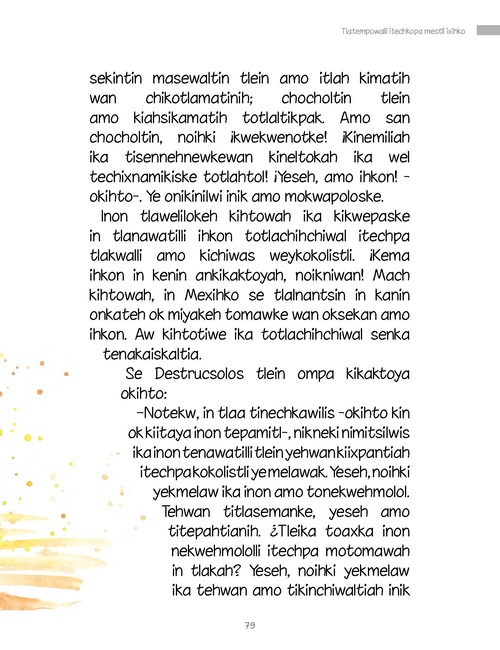 Tlatempowalli itechkopa mestli ixihko
sekintin masewaltin tlein amo itlah kimatih
wan chikotlamatinih; chocholtin tlein
amo kiahsikamatih totlaltikpak. Amo san
chocholtin, noihki ¡kwekwenotke! ¡Kinemiliah
ika tisennehnewkewan kineltokah ika wel
techixnamikiske totlahtol! ¡Yeseh, amo ihkon! -
okihto-. Ye onikinilwi inik amo mokwapoloske.
Inon tlawelilokeh kihtowah ika kikwepaske
in tlanawatilli ihkon totlachihchiwal itechpa
tlakwalli amo kichiwas weykokolistli. ¡Kema
ihkon in kenin ankikaktoyah, noikniwan! Mach
kihtowah, in Mexihko se tlalnantsin in kanin
onkateh ok miyakeh tomawke wan oksekan amo
ihkon. Aw kihtotiwe ika totlachihchiwal senka
tenakaiskaltia.
Se Destrucsolos tlein ompa kikaktoya
okihto:
–Notekw, in tlaa tinechkawilis -okihto kin
ok kiitaya inon tepamitl-, nikneki nimitsilwis
ika inon tenawatilli tlein yehwan kiixpantiah
itechpa kokolistli ye melawak. Yeseh, noihki
yekmelaw ika inon amo tonekwehmolol.
Tehwan titlasemanke, yeseh amo
titepahtianih. ¿Tleika toaxka inon
nekwehmololli itechpa motomawah
in tlakah? Yeseh, noihki yekmelaw
ika tehwan amo tikinchiwaltiah inik
79